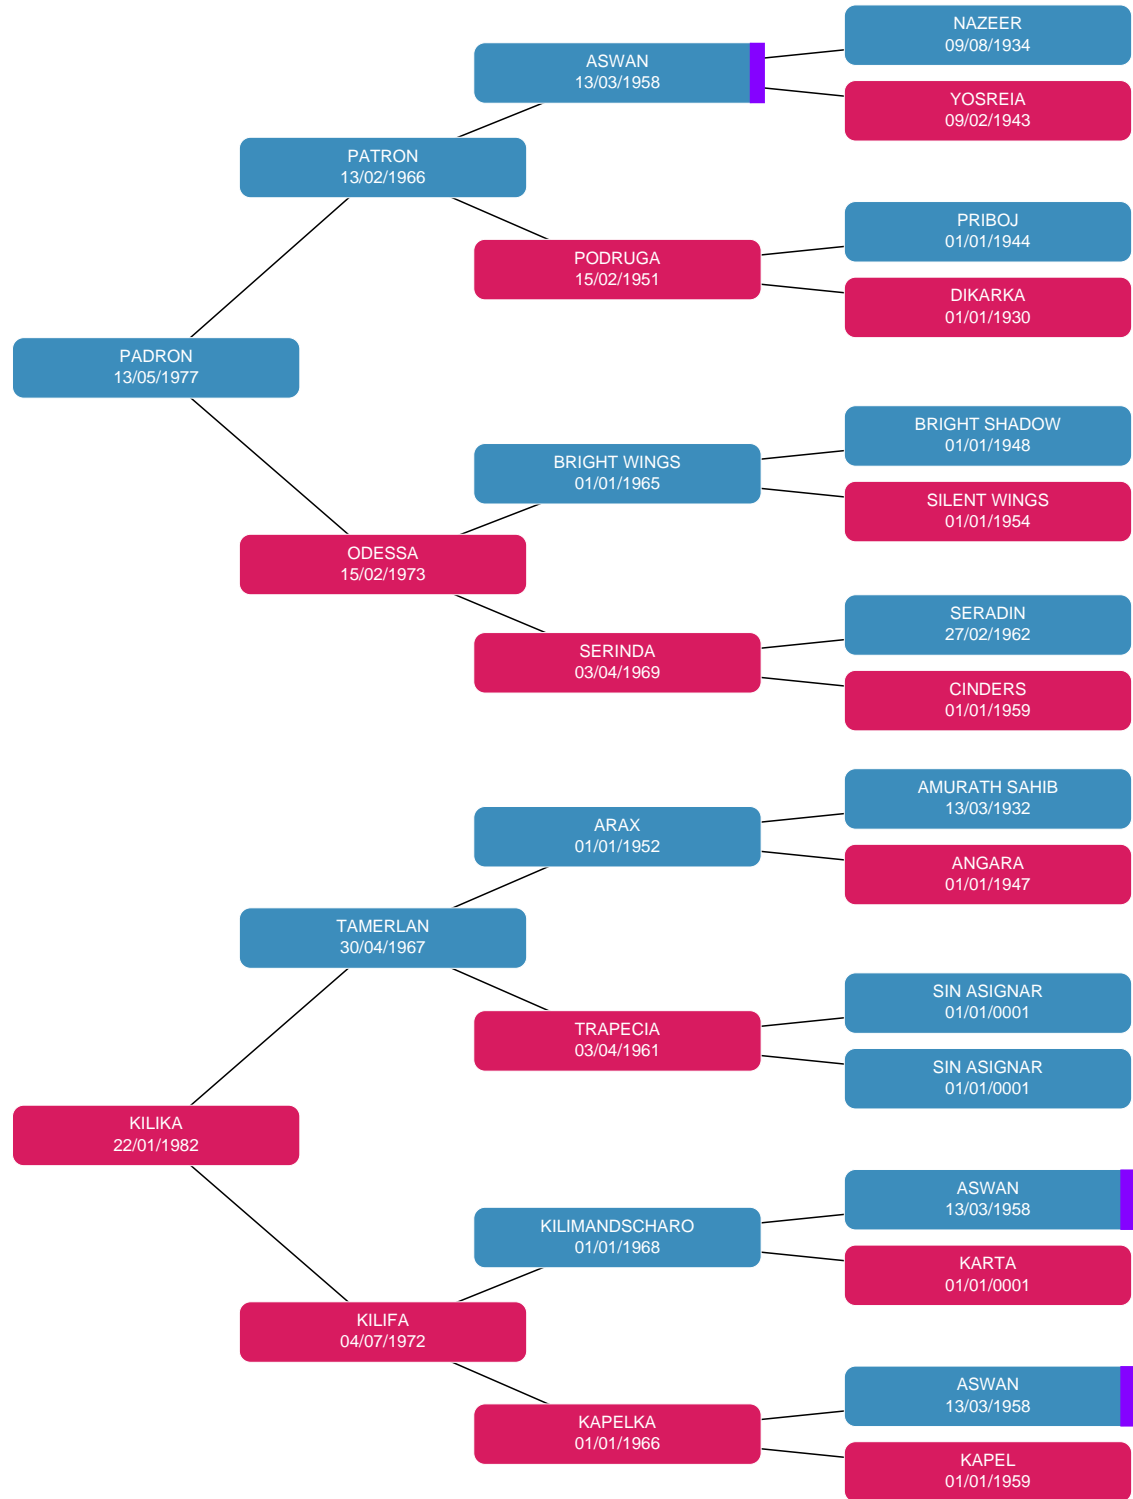 NAZEER
09/08/1934
ASWAN
13/03/1958
YOSREIA
09/02/1943
PATRON
13/02/1966
PRIBOJ
01/01/1944
PODRUGA
15/02/1951
DIKARKA
01/01/1930
PADRON
13/05/1977
BRIGHT SHADOW
01/01/1948
BRIGHT WINGS
01/01/1965
SILENT WINGS
01/01/1954
ODESSA
15/02/1973
SERADIN
27/02/1962
SERINDA
03/04/1969
CINDERS
01/01/1959
AMURATH SAHIB
13/03/1932
ARAX
01/01/1952
ANGARA
01/01/1947
TAMERLAN
30/04/1967
SIN ASIGNAR
01/01/0001
TRAPECIA
03/04/1961
SIN ASIGNAR
01/01/0001
KILIKA
22/01/1982
ASWAN
13/03/1958
KILIMANDSCHARO
01/01/1968
KARTA
01/01/0001
KILIFA
04/07/1972
ASWAN
13/03/1958
KAPELKA
01/01/1966
KAPEL
01/01/1959